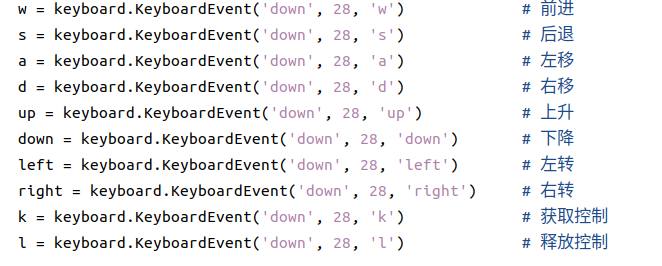 w = keyboard.KeyboardEvent('down', 28, 'w') # 前进
s = keyboard.KeyboardEvent('down', 28, 's') # 后退
a = keyboard.KeyboardEvent('down', 28, 'a') # 左移
d = keyboard.KeyboardEvent('down', 28, 'd') # 右移
up = keyboard.KeyboardEvent('down', 28, 'up') # 上升
down = keyboard.KeyboardEvent('down', 28, 'down') # 下降
left = keyboard.KeyboardEvent('down', 28, 'left') # 左转
right = keyboard.KeyboardEvent('down', 28, 'right') # 右转
k = keyboard.KeyboardEvent('down', 28, 'k') # 获取控制
l = keyboard.KeyboardEvent('down', 28, 'l') # 释放控制